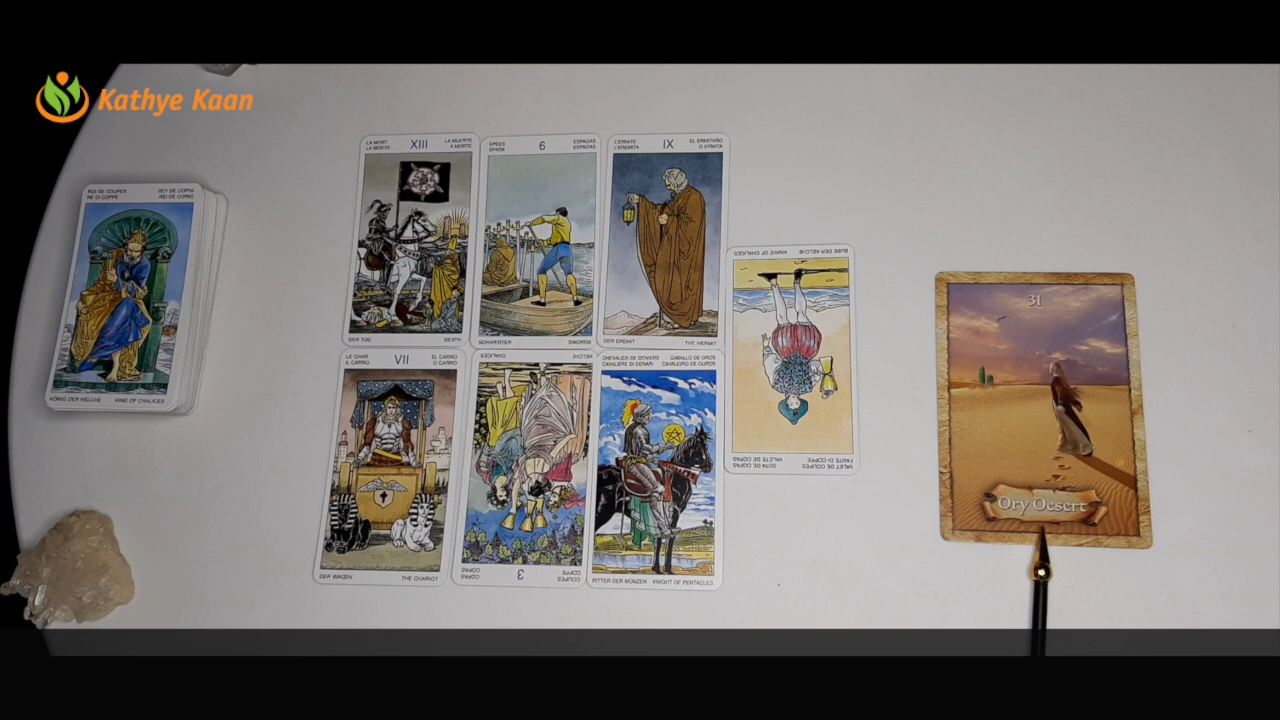 Kathye Kaan
ROI DE COUPES
RE DI COPPE
REY DE COPAS
REI DE COPAS
KÖNIG DER KELCHE
KING OF CHALICES
LA MORT
LA MORTE
XIII
LA MUERTE
A MORTE
DER TOD
DEATH
EPEES
SPADE
6
ESPADAS
ESPADAS
SCHWERTER
SWORDS
L'ERMITE
L'EREMITA
IX
EL ERMITAÑO
O ERMITA
DER EREMIT
THE HERMIT
BUBE DER KELCHE
KNAVE OF CHALICES
SOTA DE COPAS
VALETE DE COPAS
VALET DE COUPES
FANTE DI COPPE
LE CHAR
IL CARRO
VII
EL CARRO
O CARRO
DER WAGEN
THE CHARIOT
CHALICES
KELCHE
COPAS
COPAS
3
COUPES
COPPE
CHEVALIER DE DENIERS
CAVALIERE DI DENARI
CABALLO DE OROS
CAVALEIRO DE OUROS
RITTER DER MÜNZEN
KNIGHT OF PENTACLES
31
Dry Desert